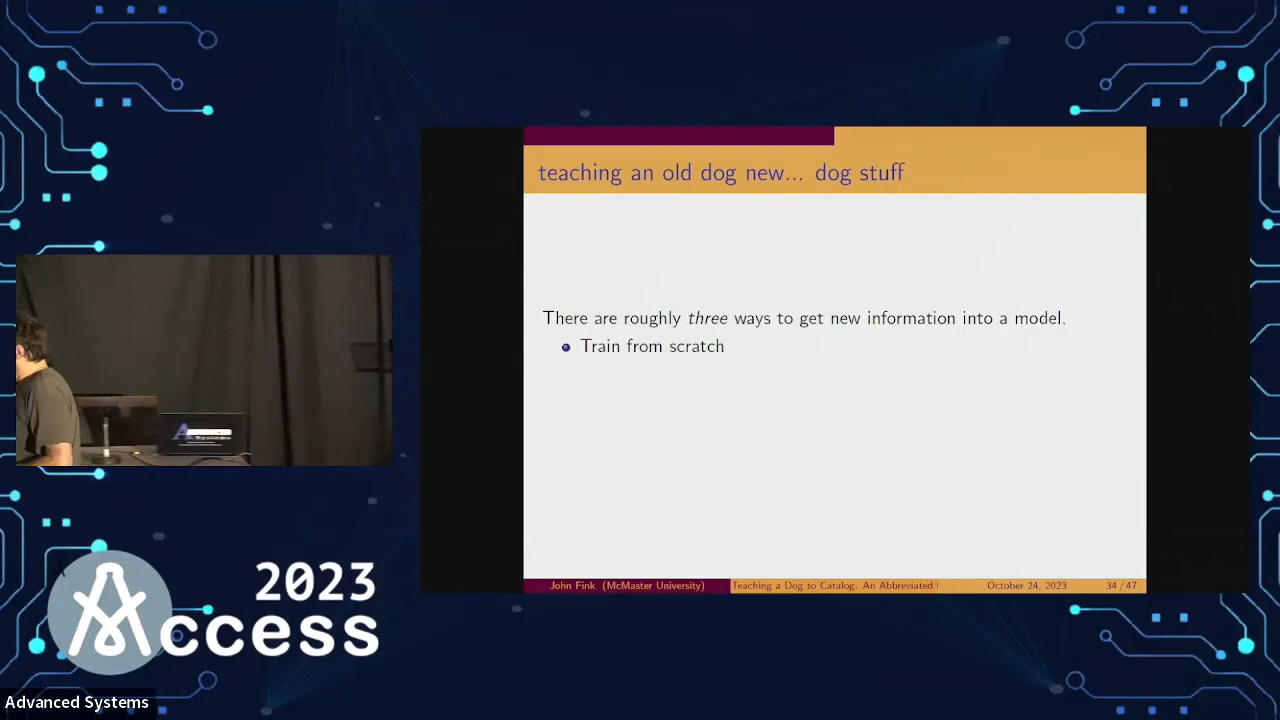 teaching an old dog new... dog stuff
There are roughly three ways to get new information into a model.
Train from scratch
John Fink (McMaster University)
Teaching a Dog to Catalog: An Abbreviated
October 24, 2023
34 / 47
2023
Access
Advanced Systems